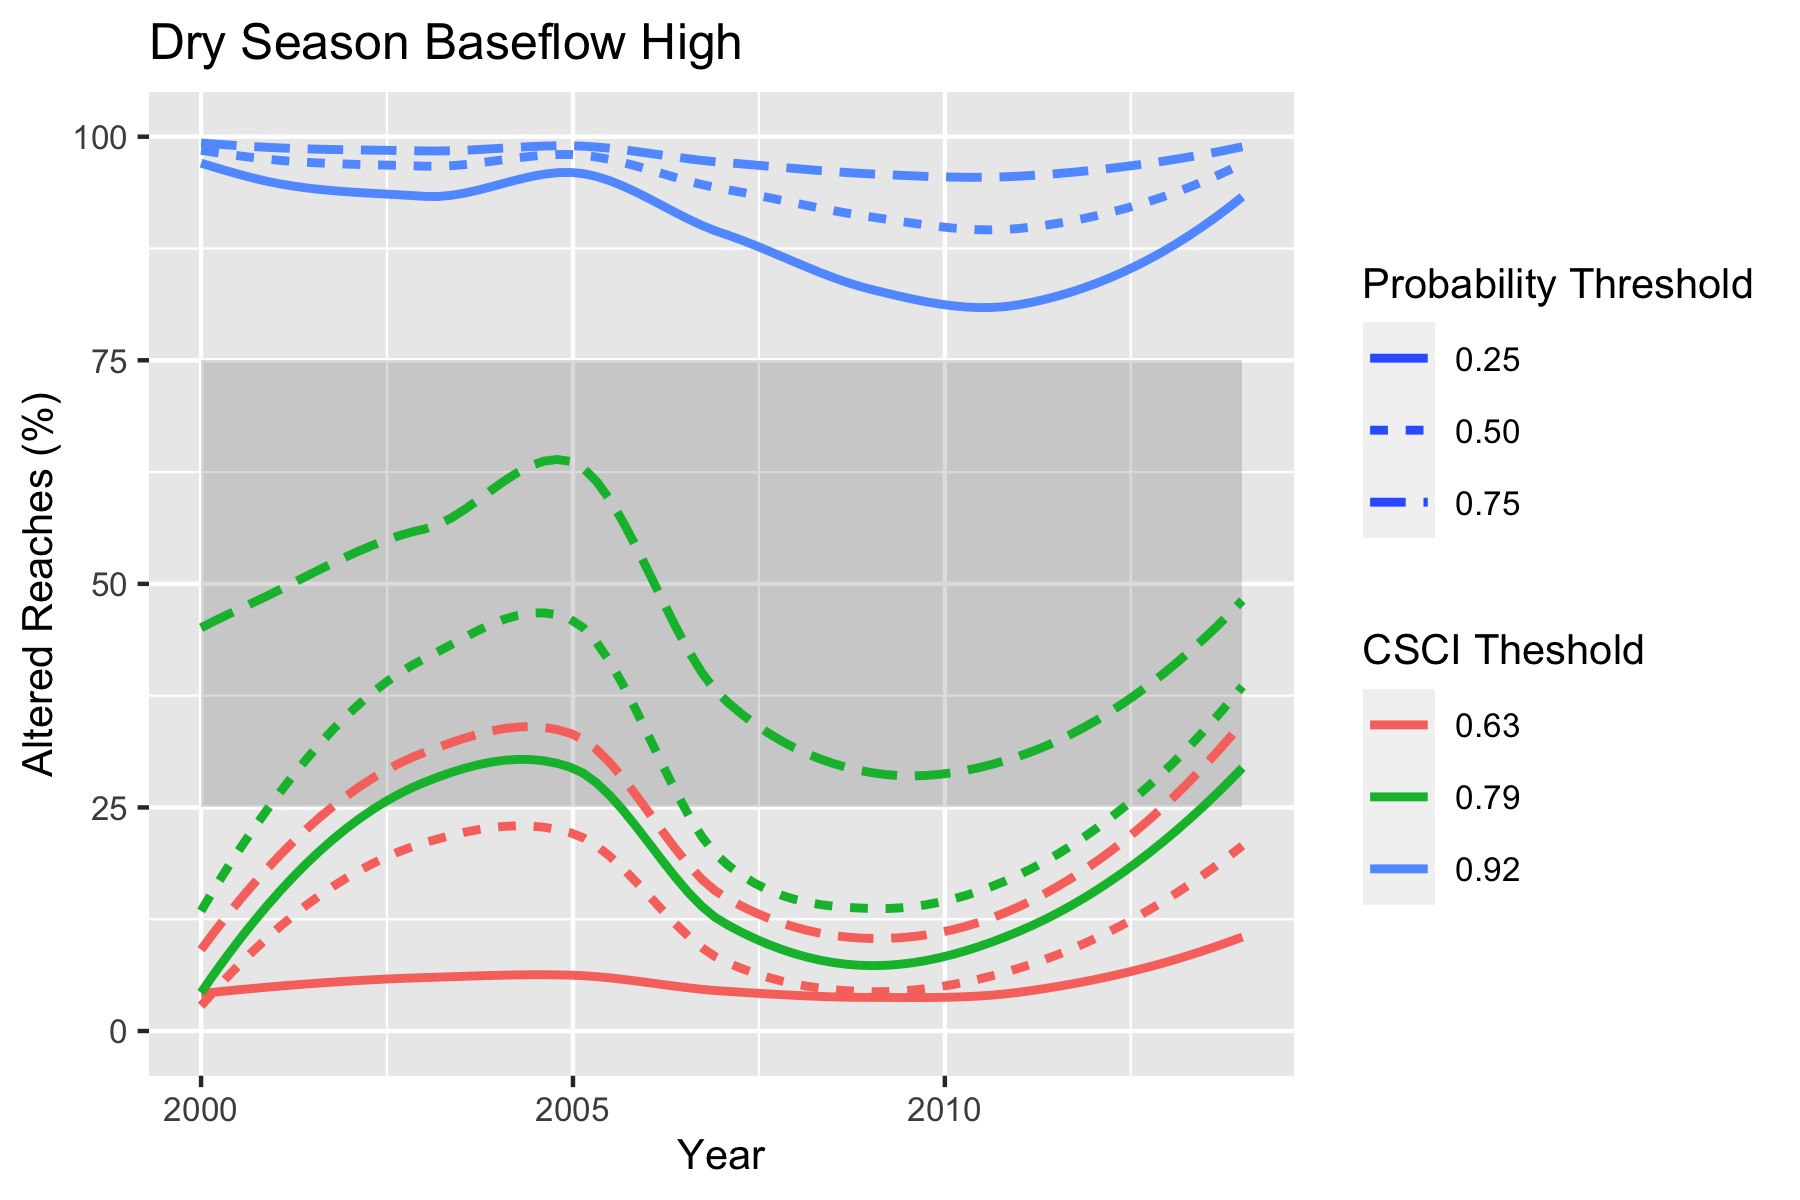 Dry Season Baseflow High
100
75
50
25
0
Altered Reaches (%)
2000
2005
2010
Year
Probability Threshold
0.25
0.50
0.75
CSCI Theshold
0.63
0.79
0.92